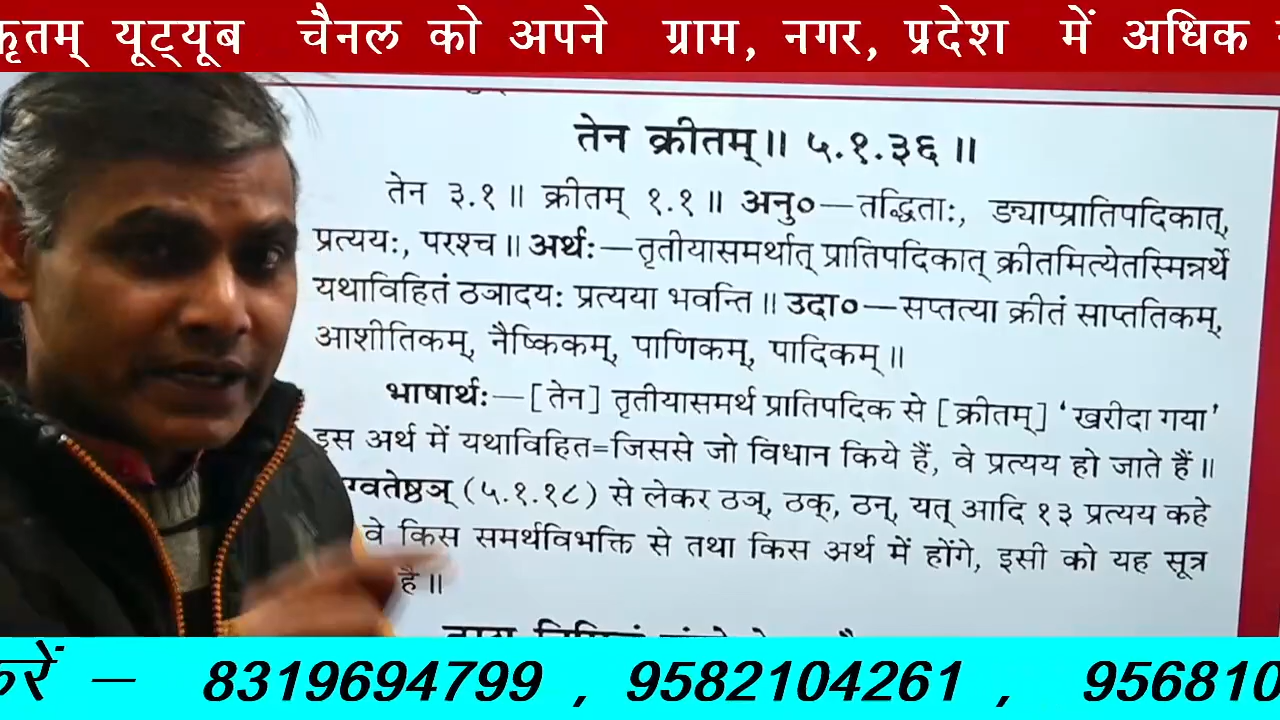 यूट्यूब चैनल को अपने ग्राम, नगर, प्रदेश में अधिक
तेन क्रीतम्॥ ५.१.३६॥
तेन ३.१॥ क्रीतम् १.१॥ अनु०—तद्धिताः, ङ्याप्प्रातिपदिकात्,
प्रत्ययः, परश्च॥ अर्थः—तृतीयासमर्थात् प्रातिपदिकात् क्रीतमित्येतस्मिन्नर्थे
यथाविहितं ठञादयः प्रत्यया भवन्ति॥ उदा०—सप्तत्या क्रीतं साप्ततिकम्,
आशीतिकम्, नैष्किकम्, पाणिकम्, पादिकम्॥
भाषार्थः—[तेन] तृतीयासमर्थ प्रातिपदिक से [क्रीतम्] ‘खरीदा गया’
इस अर्थ में यथाविहित=जिससे जो विधान किये हैं, वे प्रत्यय हो जाते हैं॥
ग्वतेष्ठञ् (५.१.१८) से लेकर ठञ्, ठक्, ठन्, यत् आदि १३ प्रत्यय कहे
वे किस समर्थविभक्ति से तथा किस अर्थ में होंगे, इसी को यह सूत्र
है॥
करें – 8319694799 , 9582104261 , 956810